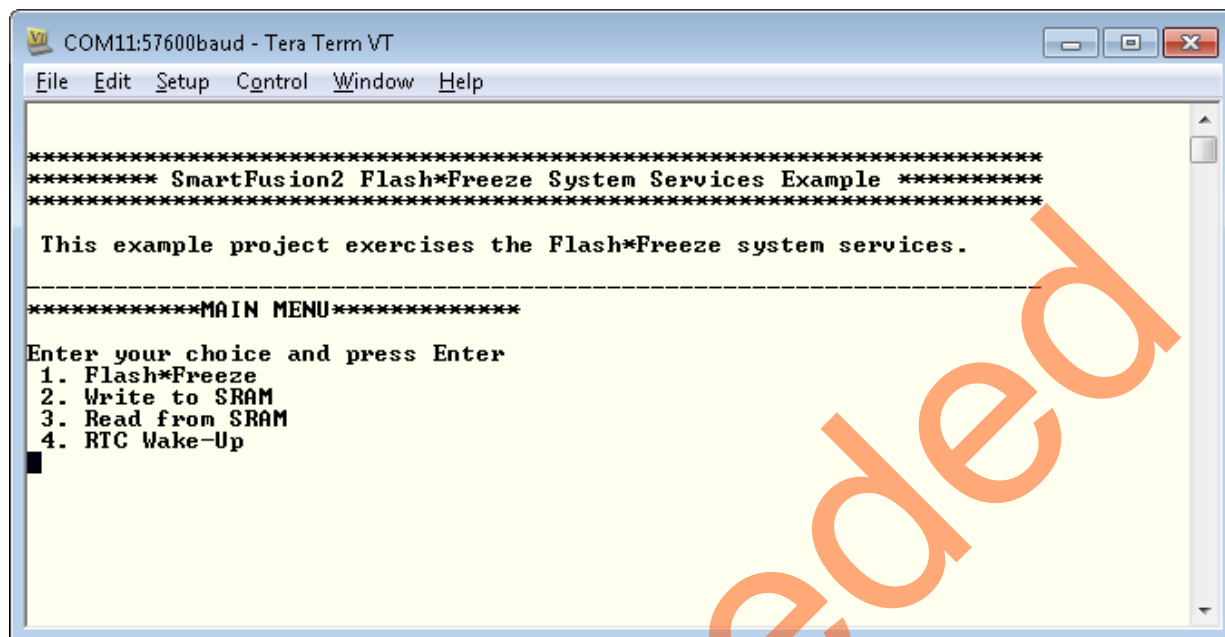 COM11:57600baud - Tera Term VT
File Edit Setup Control Window Help
**********************************************************************
********* SmartFusion2 Flash*Freeze System Services Example **********
**********************************************************************
This example project exercises the Flash*Freeze system services.
______________________________________________________________________
************MAIN MENU*************
Enter your choice and press Enter
1. Flash*Freeze
2. Write to SRAM
3. Read from SRAM
4. RTC Wake-Up